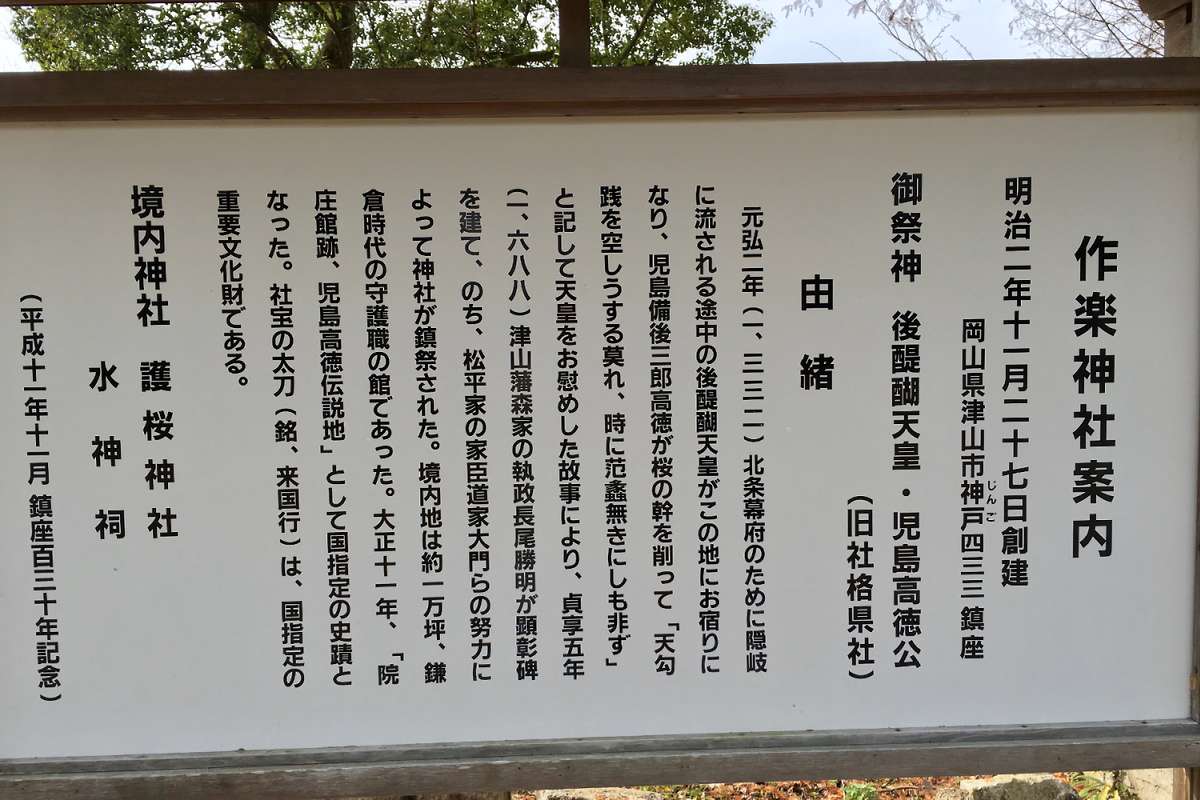 作楽神社案内
明治二年十一月二十七日創建
岡山県津山市神戸四三三 鎮座
じんご
御祭神 後醍醐天皇・児島高徳公
（旧社格県社）
由緒
元弘二年（一、三三二）北条幕府のために隠岐
に流される途中の後醍醐天皇がこの地にお宿りに
なり、児島備後三郎高徳が桜の幹を削って「天勾
践を空しうする莫れ、時に范蠡無きにしも非ず」
と記して天皇をお慰めした故事により、貞享五年
（一、六八八）津山藩森家の執政長尾勝明が顕彰碑
を建て、のち、松平家の家臣道家大門らの努力に
よって神社が鎮祭された。境内地は約一万坪、鎌
倉時代の守護職の館であった。大正十一年、「院
庄館跡、児島高徳伝説地」として国指定の史蹟と
なった。社宝の太刀（銘、来国行）は、国指定の
重要文化財である。
境内神社 護桜神社
水神祠
（平成十一年十一月 鎮座百三十年記念）